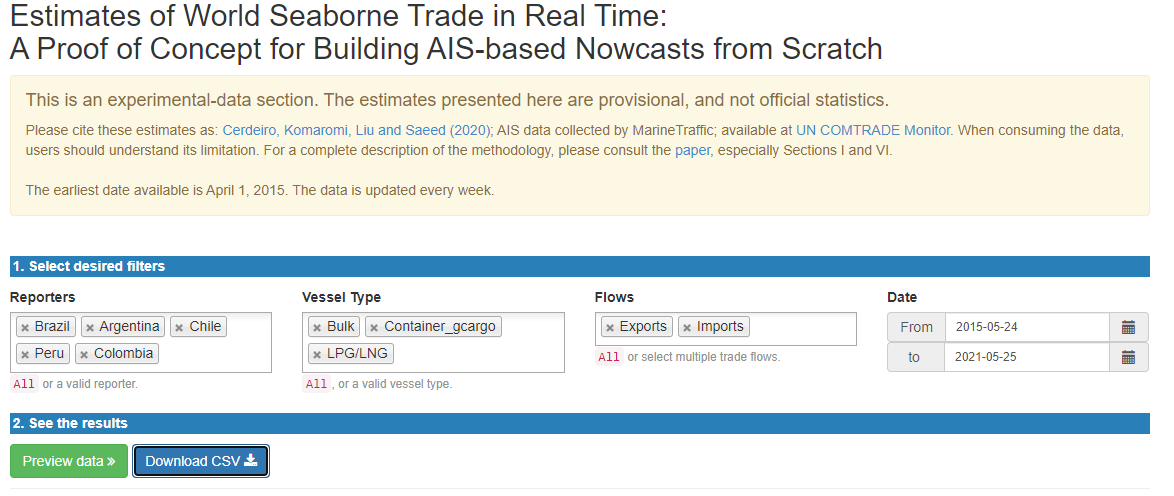 Estimates of World Seaborne Trade in Real Time:
A Proof of Concept for Building AIS-based Nowcasts from Scratch
This is an experimental-data section. The estimates presented here are provisional, and not official statistics.
Please cite these estimates as: Cerdeiro, Komaromi, Liu and Saeed (2020); AIS data collected by MarineTraffic; available at UN COMTRADE Monitor. When consuming the data,
users should understand its limitation. For a complete description of the methodology, please consult the paper, especially Sections I and VI.
The earliest date available is April 1, 2015. The data is updated every week.
1. Select desired filters
Reporters
× Brazil × Argentina × Chile
× Peru × Colombia
All or a valid reporter.
Vessel Type
× Bulk × Container_gcargo
× LPG/LNG
All , or a valid vessel type.
Flows
× Exports × Imports
All or select multiple trade flows.
Date
From 2015-05-24
to 2021-05-25
2. See the results
Preview data » Download CSV